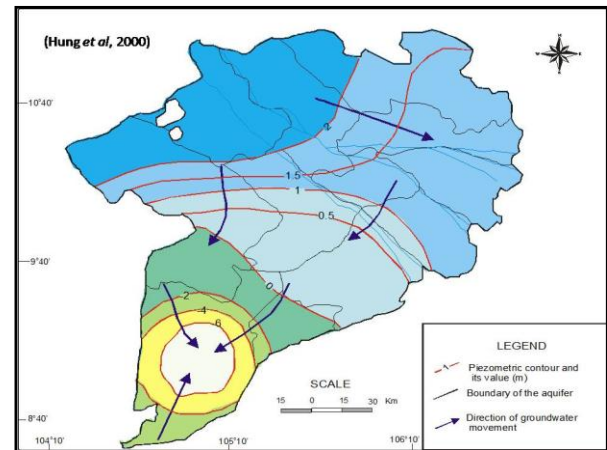 (Hung et al, 2000)
10°40'
2
1.5
1
0.5
9°40'
0
-2
-4
-6
LEGEND
Piezometric contour and
its value (m)
Boundary of the aquifer
Direction of groundwater
movement
SCALE
15 0 15 30 Km
8°40'
104°10' 105°10' 106°10'